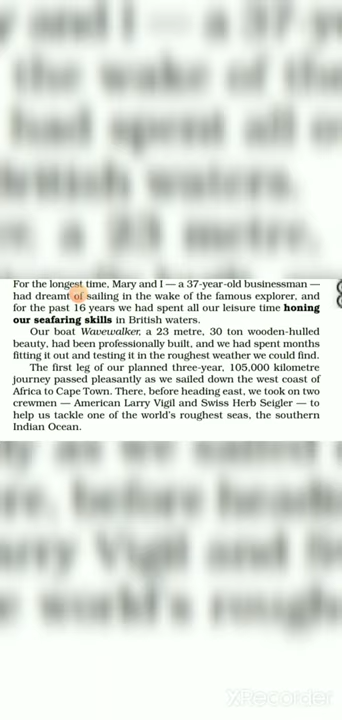 For the longest time, Mary and I — a 37-year-old businessman —
had dreamt of sailing in the wake of the famous explorer, and
for the past 16 years we had spent all our leisure time honing
our seafaring skills in British waters.
Our boat Wavewalker, a 23 metre, 30 ton wooden-hulled
beauty, had been professionally built, and we had spent months
fitting it out and testing it in the roughest weather we could find.
The first leg of our planned three-year, 105,000 kilometre
journey passed pleasantly as we sailed down the west coast of
Africa to Cape Town. There, before heading east, we took on two
crewmen — American Larry Vigil and Swiss Herb Seigler — to
help us tackle one of the world's roughest seas, the southern
Indian Ocean.
XRecorder